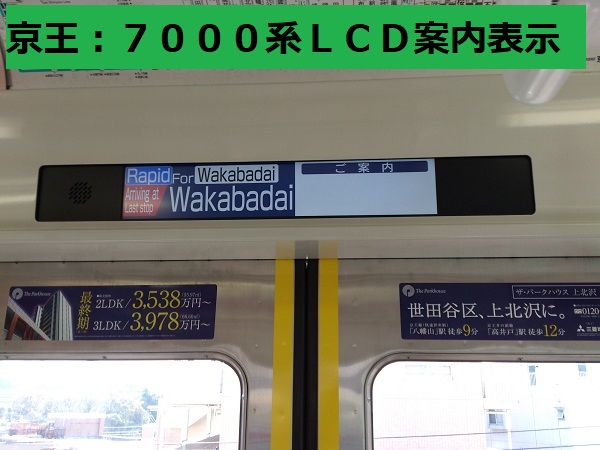 京王：７０００系ＬＣＤ案内表示
Rapid For Wakabadai
Arriving at Last stop Wakabadai
ご案内
The Parkhouse
最終期
2LDK/3,538万円~
3LDK/3,978万円~
The Parkhouse
ザ・パークハウス 上北沢
世田谷区、上北沢に。
0120
「八幡山」駅 徒歩9分
「高井戸」駅 徒歩12分